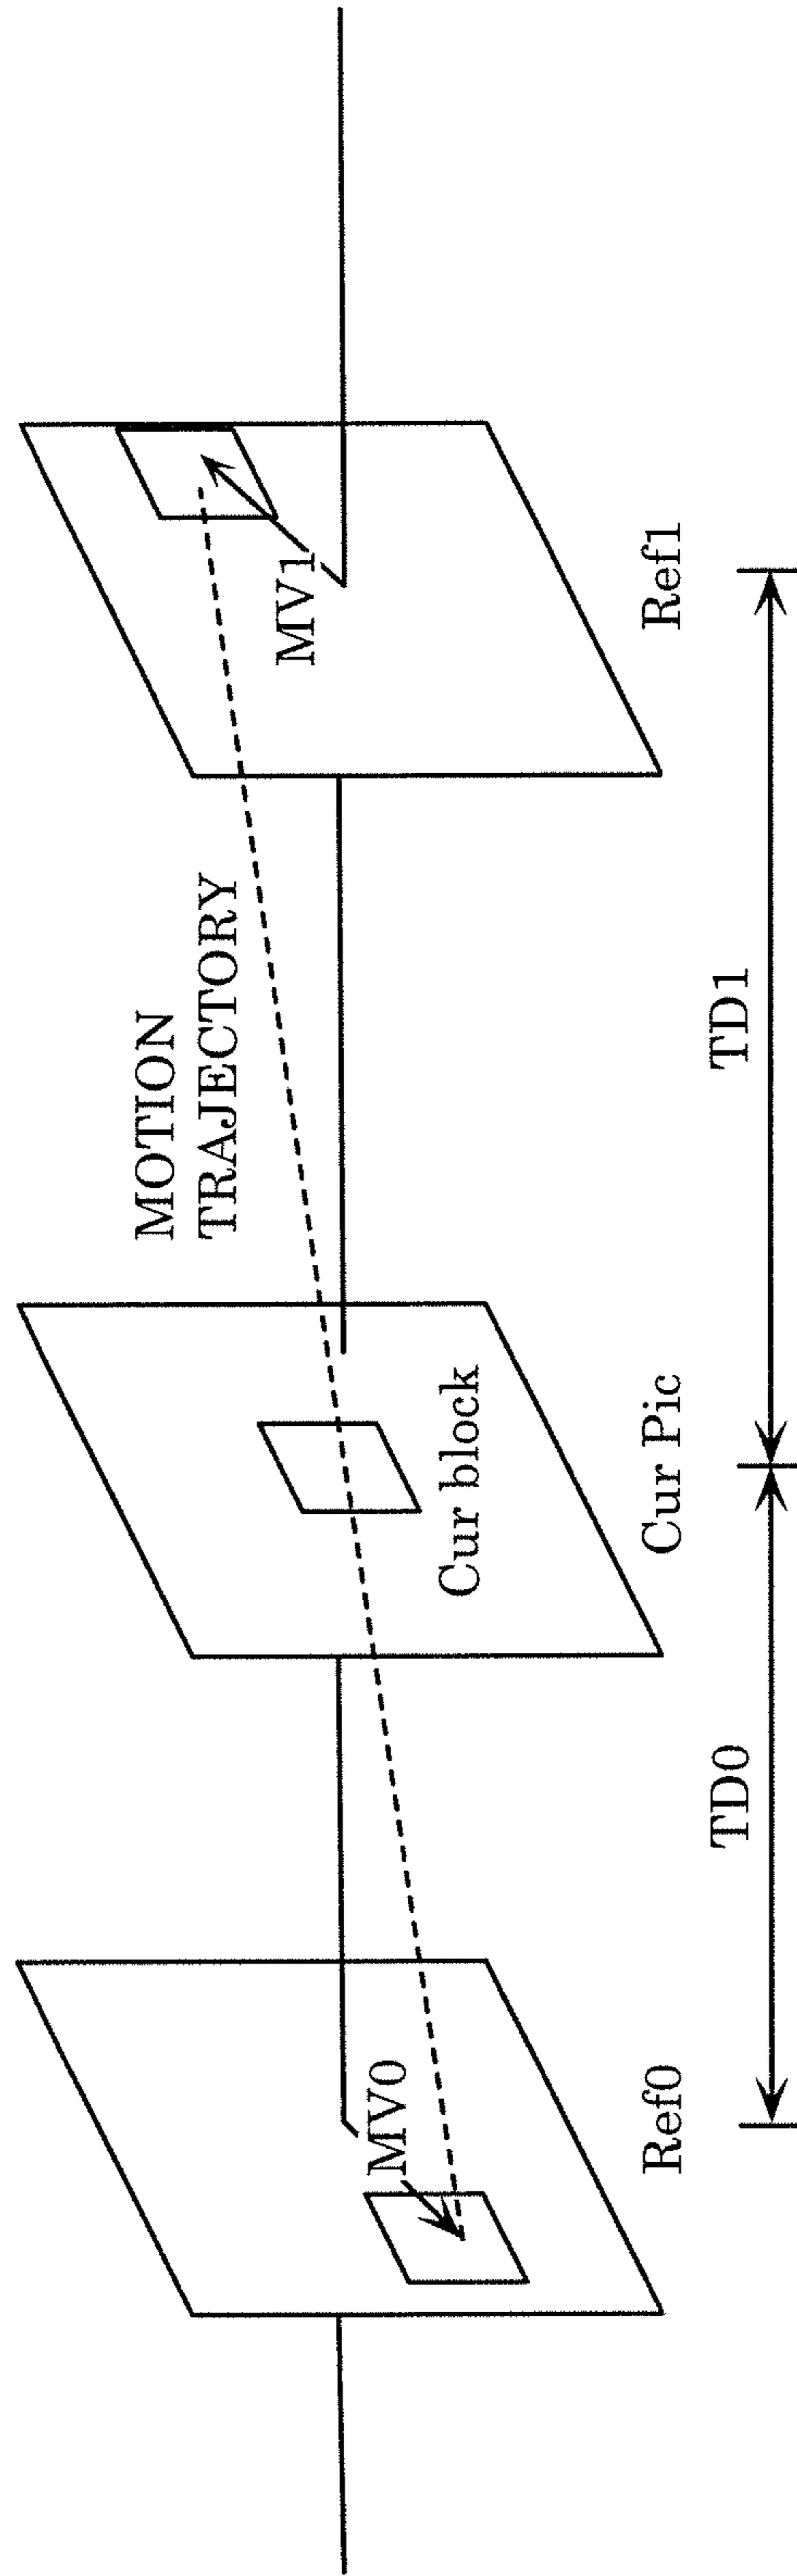 MOTION
TRAJECTORY
MV0
MV1
Cur block
Ref0
Cur Pic
Ref1
TD0
TD1